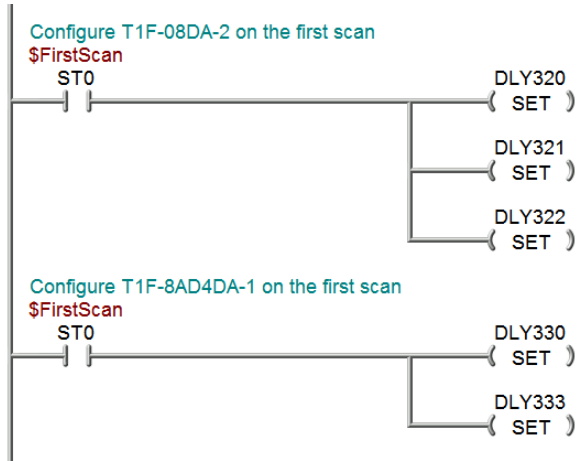 Configure T1F-08DA-2 on the first scan
$FirstScan
ST0
DLY320
SET
DLY321
SET
DLY322
SET
Configure T1F-8AD4DA-1 on the first scan
$FirstScan
ST0
DLY330
SET
DLY333
SET